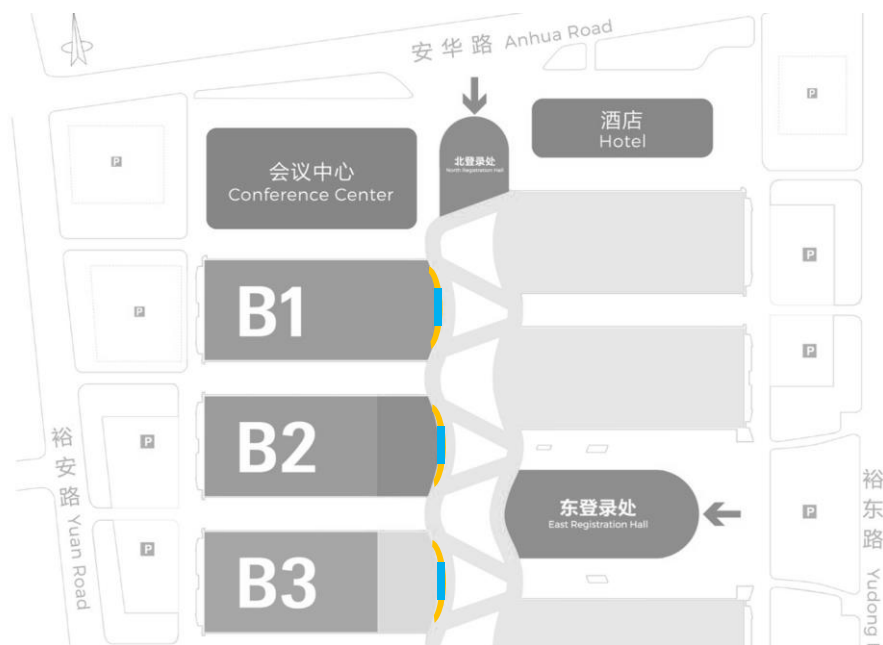 安华路 Anhua Road
酒店
Hotel
北登录处
North Registration Hall
会议中心
Conference Center
P
P
P
P
B1
P
P
B2
裕安路 Yuan Road
P
东登录处
East Registration Hall
P
裕东路 Yudong
P
B3